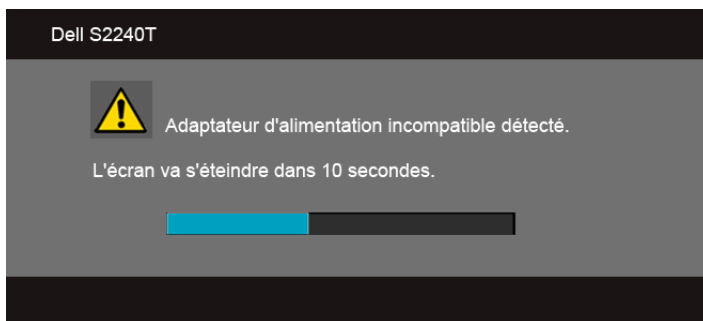 Dell S2240T
Adaptateur d'alimentation incompatible détecté.
L'écran va s'éteindre dans 10 secondes.